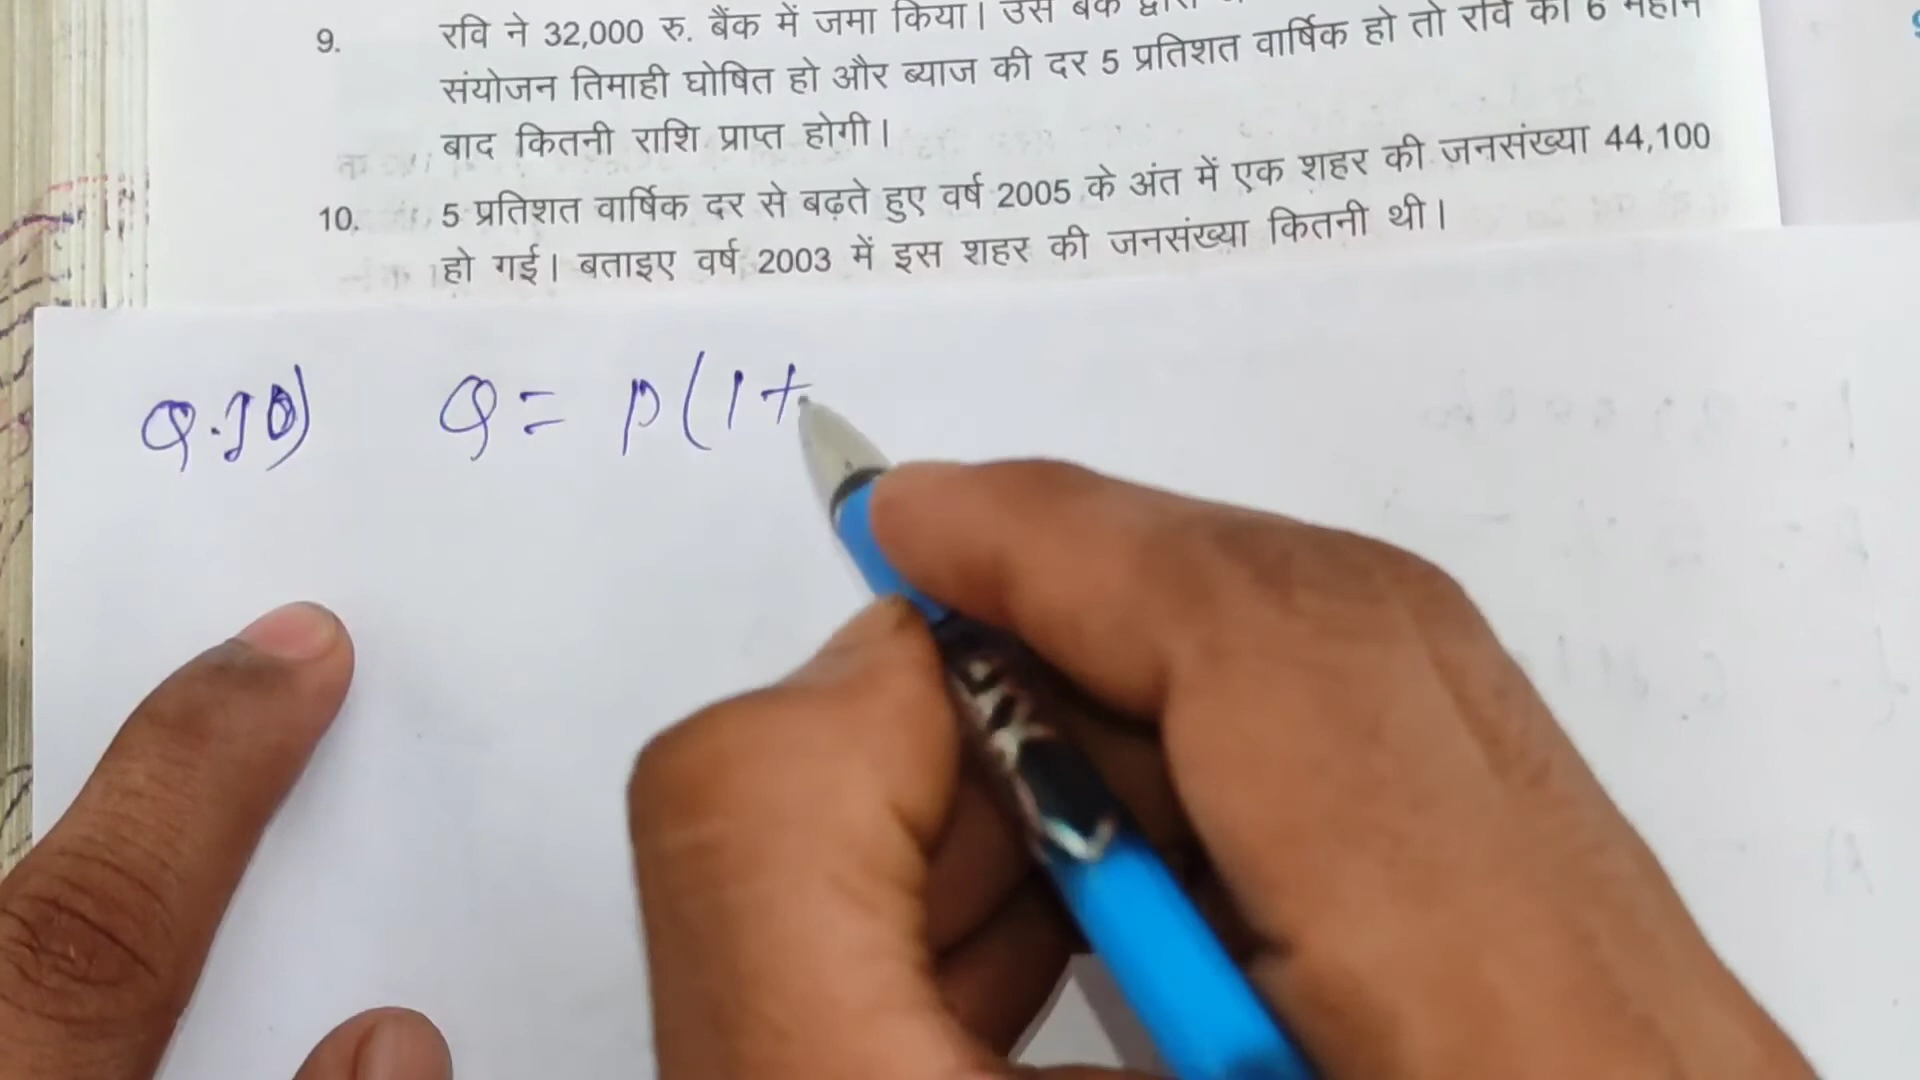 9. रवि ने 32,000 रु. बैंक में जमा किया। उस बैंक द्वारा
संयोजन तिमाही घोषित हो और ब्याज की दर 5 प्रतिशत वार्षिक हो तो रवि को 6 महीने
बाद कितनी राशि प्राप्त होगी।
10. 5 प्रतिशत वार्षिक दर से बढ़ते हुए वर्ष 2005 के अंत में एक शहर की जनसंख्या 44,100
हो गई। बताइए वर्ष 2003 में इस शहर की जनसंख्या कितनी थी।
Q.10) Q = P(1+